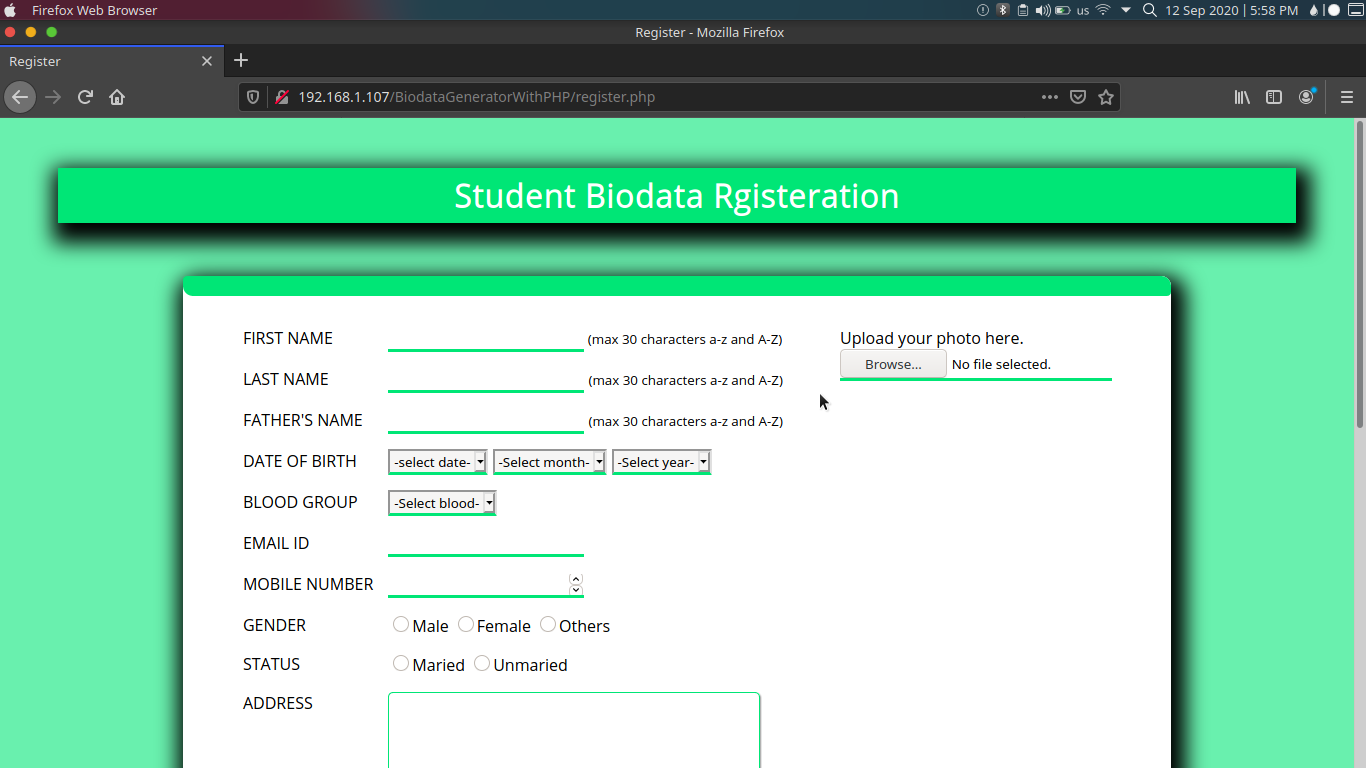 Firefox Web Browser
us 12 Sep 2020 | 5:58 PM
Register - Mozilla Firefox
Register
192.168.1.107/BiodataGeneratorWithPHP/register.php
Student Biodata Rgisteration
FIRST NAME (max 30 characters a-z and A-Z) Upload your photo here.
Browse... No file selected.
LAST NAME (max 30 characters a-z and A-Z)
FATHER'S NAME (max 30 characters a-z and A-Z)
DATE OF BIRTH -select date- -Select month- -Select year-
BLOOD GROUP -Select blood-
EMAIL ID
MOBILE NUMBER
GENDER Male Female Others
STATUS Maried Unmaried
ADDRESS